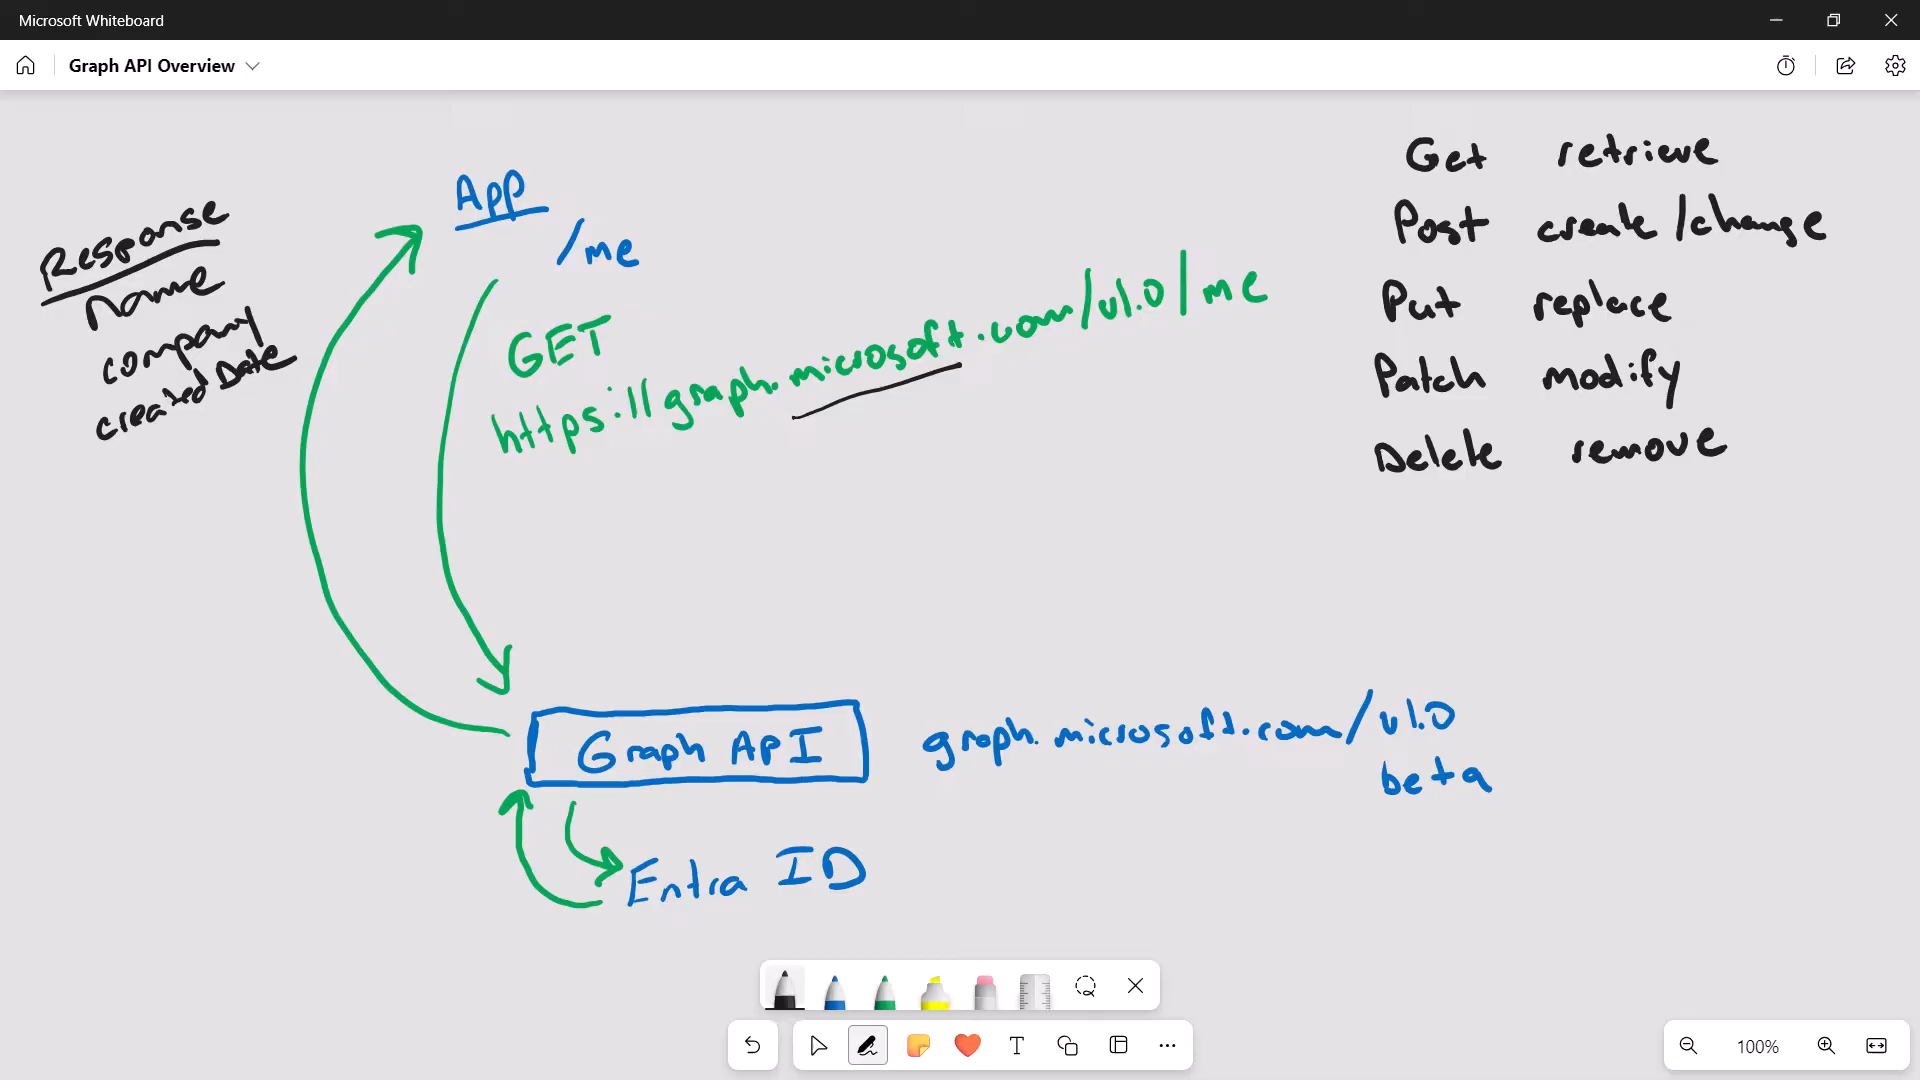 Microsoft Whiteboard
Graph API Overview
Response
Name
company
createdDate
App
/me
GET
https://graph.microsoft.com/v1.0/me
Get retrieve
Post create/change
Put replace
Patch modify
Delete remove
Graph API
graph.microsoft.com/v1.0
beta
Entra ID
100%